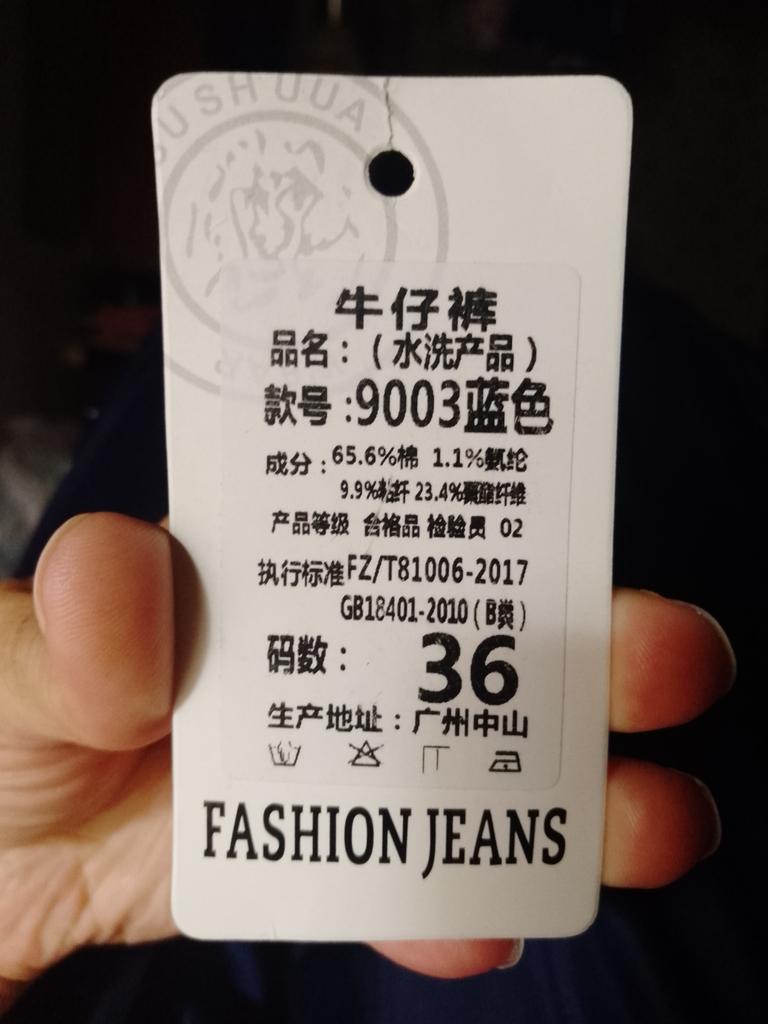 牛仔裤
品名：（水洗产品）
款号:9003蓝色
成分：65.6%棉 1.1%氨纶
9.9%粘纤 23.4%聚酯纤维
产品等级 合格品 检验员 02
执行标准FZ/T81006-2017
GB18401-2010（B类）
码数： 36
生产地址：广州中山
FASHION JEANS